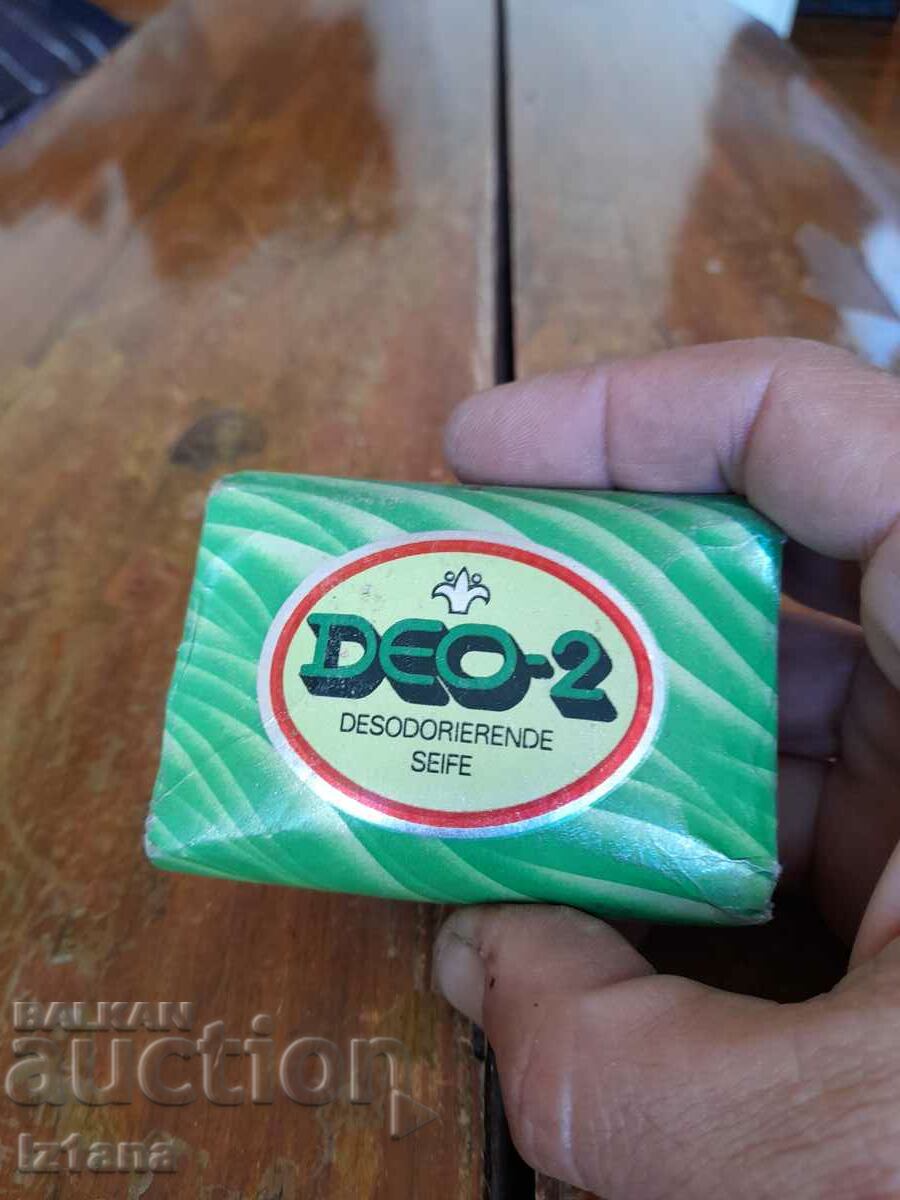 DEO-2
DESODORIERENDE
SEIFE
BALKAN
auction
Iz1ana